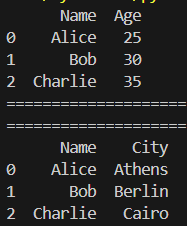 Name Age
0 Alice 25
1 Bob 30
2 Charlie 35
====================
====================
Name City
0 Alice Athens
1 Bob Berlin
2 Charlie Cairo